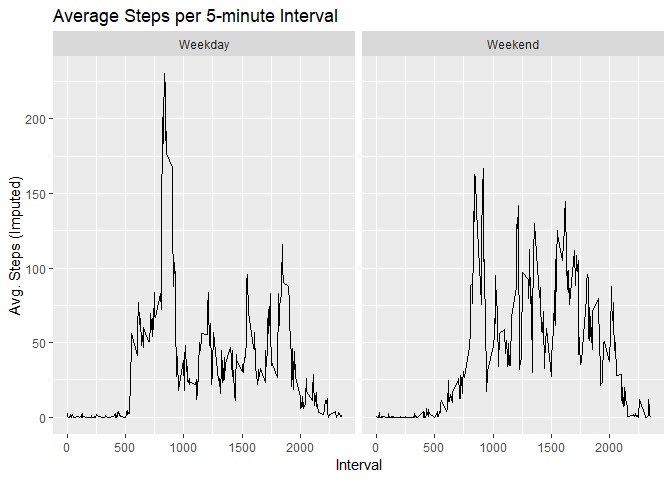 Average Steps per 5-minute Interval
Weekday Weekend
Avg. Steps (Imputed)
200
150
100
50
0
0 500 1000 1500 2000 0 500 1000 1500 2000
Interval